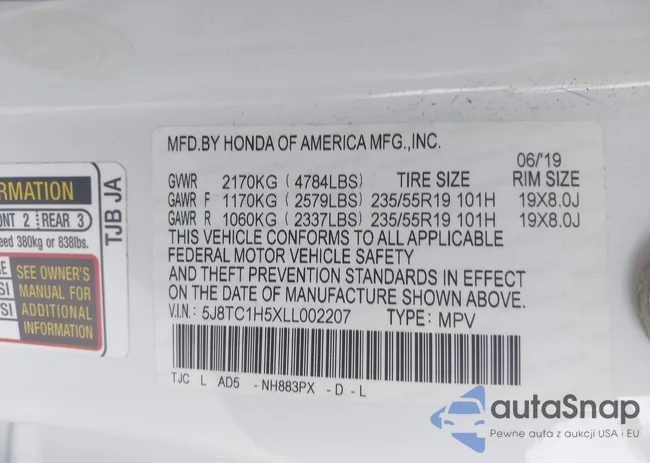 RMATION
ONT 2 REAR 3
eed 380kg or 838lbs.
SEE OWNER'S
MANUAL FOR
ADDITIONAL
INFORMATION
TJB JA
MFD.BY HONDA OF AMERICA MFG.,INC.
06/'19
GVWR 2170KG ( 4784LBS) TIRE SIZE RIM SIZE
GAWR F 1170KG ( 2579LBS) 235/55R19 101H 19X8.0J
GAWR R 1060KG ( 2337LBS) 235/55R19 101H 19X8.0J
THIS VEHICLE CONFORMS TO ALL APPLICABLE
FEDERAL MOTOR VEHICLE SAFETY
AND THEFT PREVENTION STANDARDS IN EFFECT
ON THE DATE OF MANUFACTURE SHOWN ABOVE.
V.I.N: 5J8TC1H5XLL002207 TYPE: MPV
TJC L AD5 -NH883PX -D-L
autaSnap
Pewne auta z aukcji USA i EU